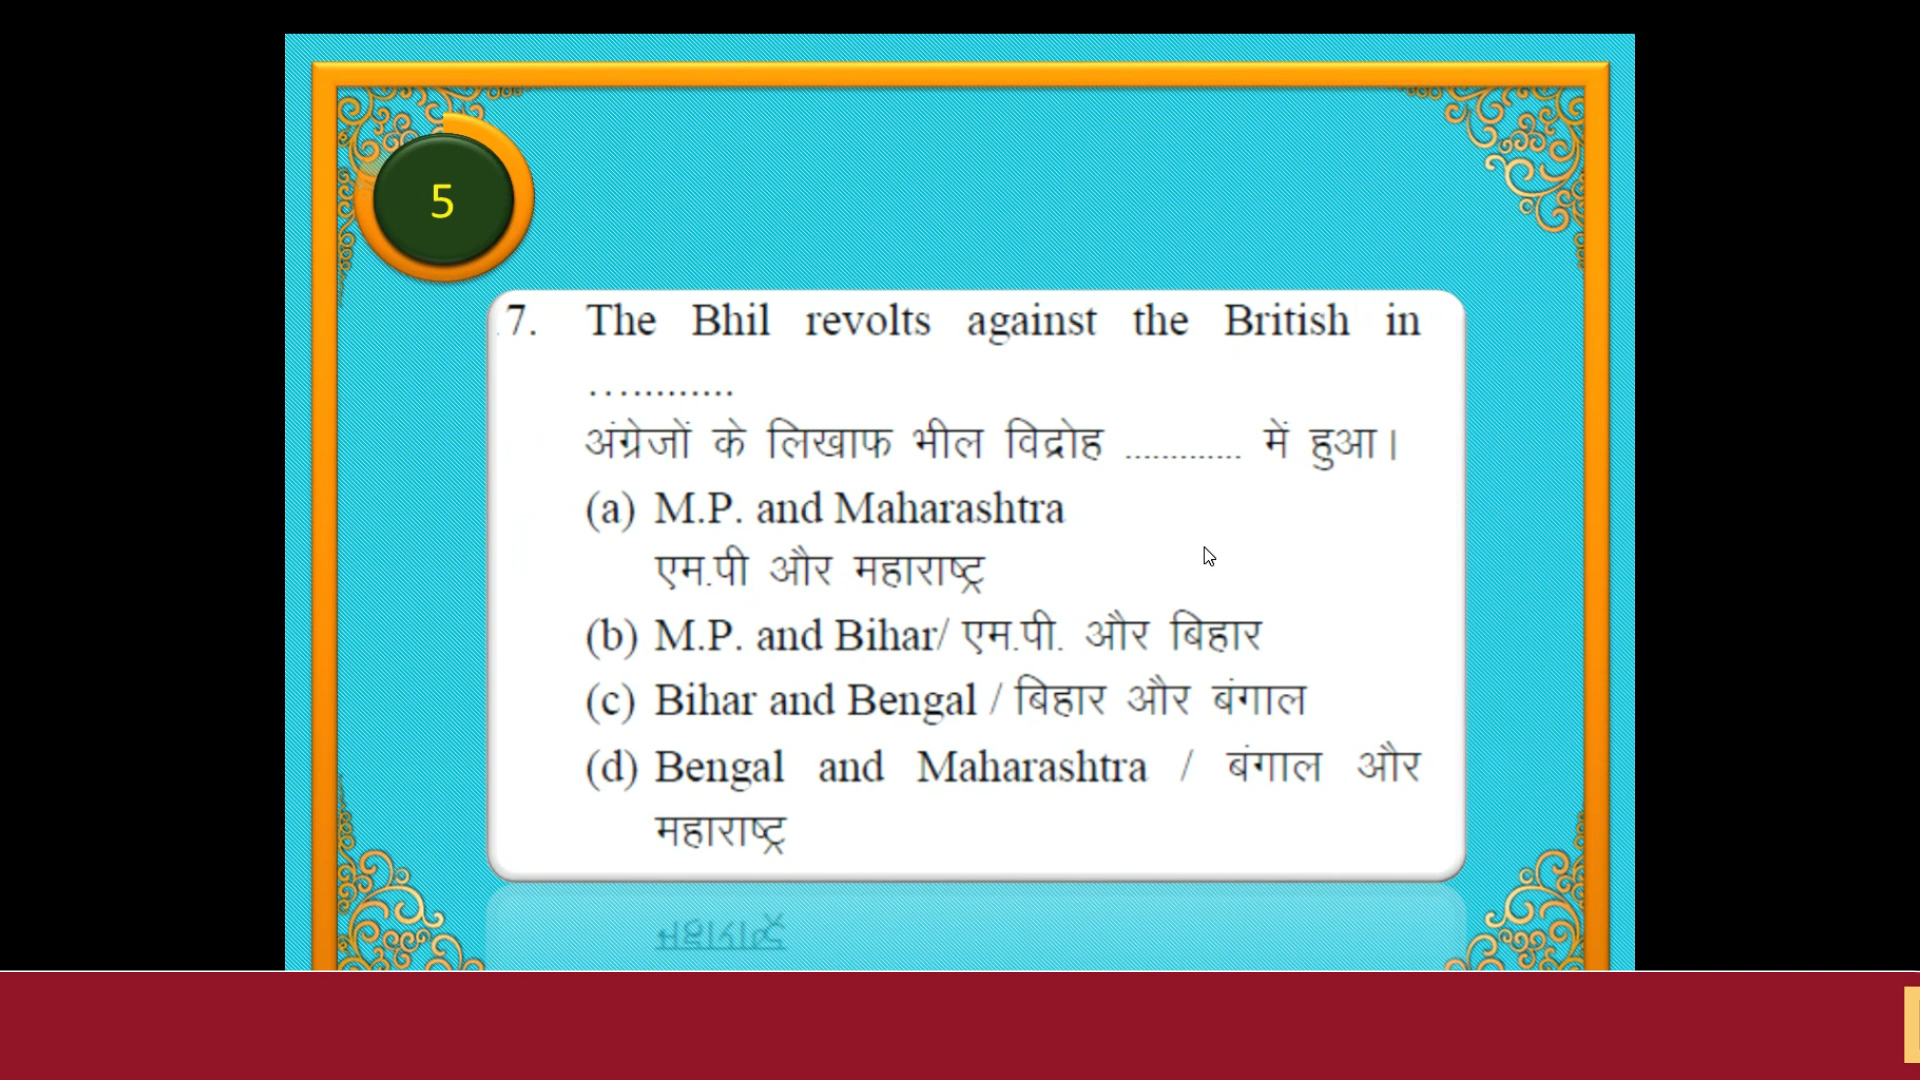 5
7. The Bhil revolts against the British in
............
अंग्रेजों के लिखाफ भील विद्रोह ............. में हुआ।
(a) M.P. and Maharashtra
एम.पी और महाराष्ट्र
(b) M.P. and Bihar/ एम.पी. और बिहार
(c) Bihar and Bengal / बिहार और बंगाल
(d) Bengal and Maharashtra / बंगाल और
महाराष्ट्र